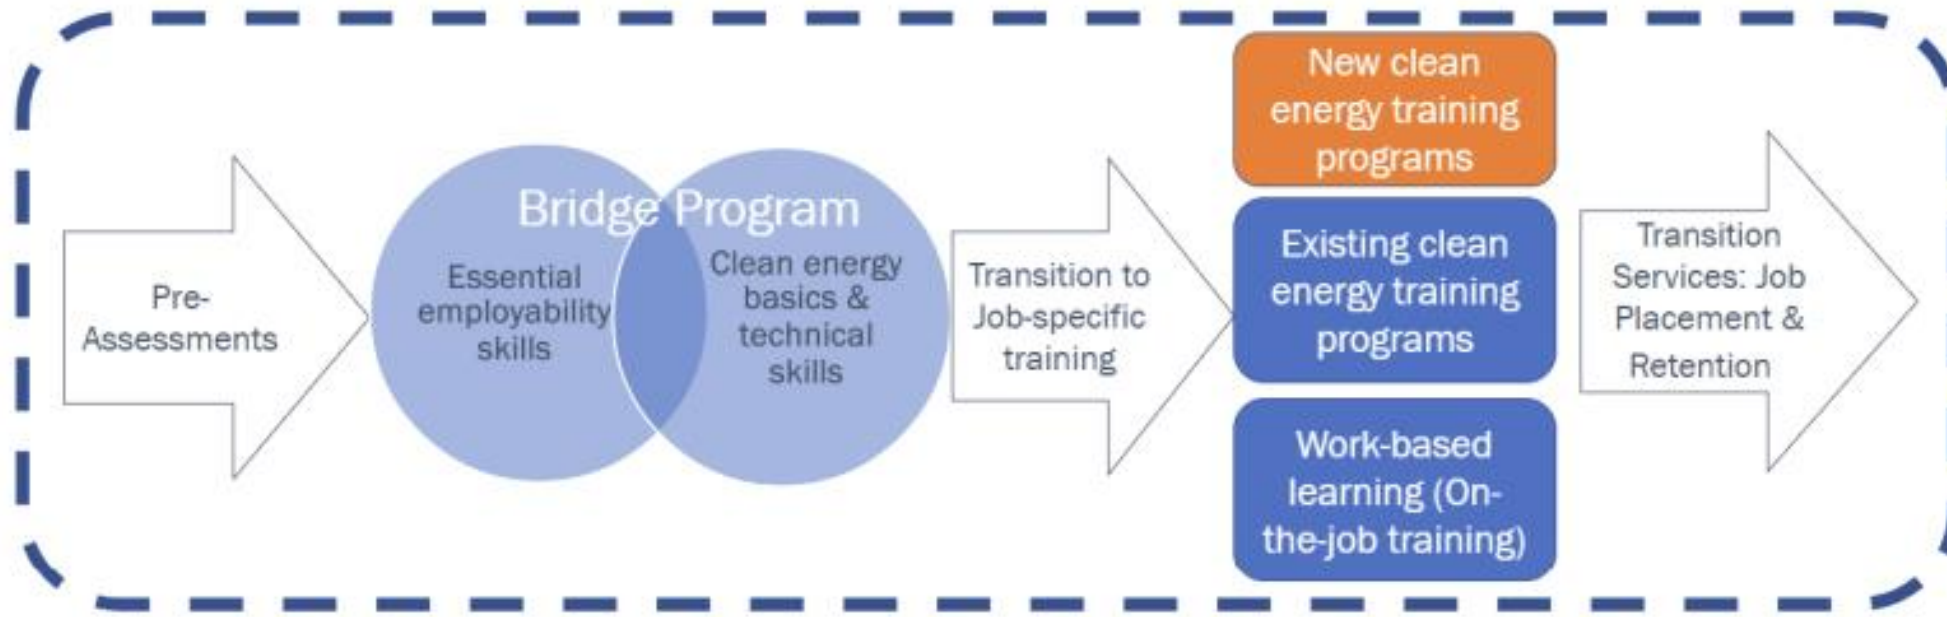 Pre-
Assessments
Bridge Program
Essential
employability
skills
Clean energy
basics &
technical
skills
Transition to
Job-specific
training
New clean
energy training
programs
Existing clean
energy training
programs
Work-based
learning (On-
the-job training)
Transition
Services: Job
Placement &
Retention